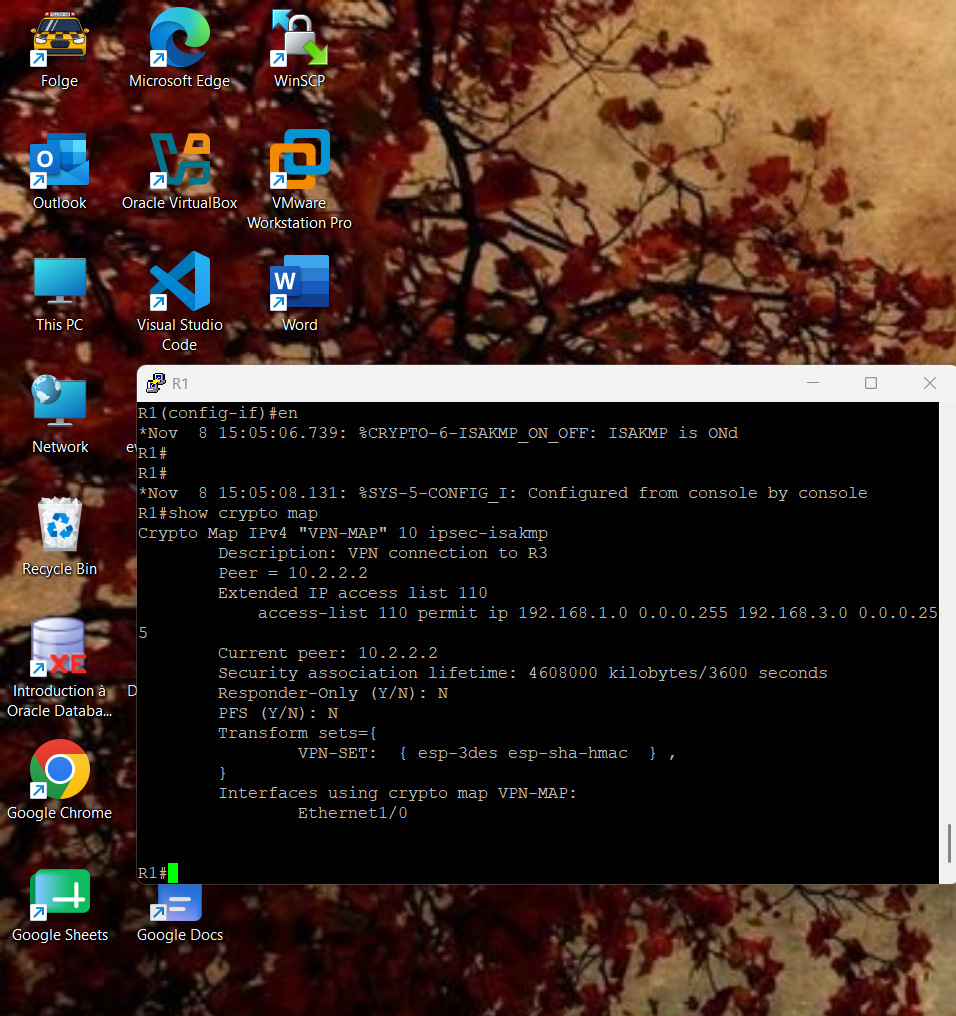 Folge
Microsoft Edge
WinSCP
Outlook
Oracle VirtualBox
VMware
Workstation Pro
This PC
Visual Studio
Code
Word
Network
Recycle Bin
XE
Introduction à
Oracle Databa...
D
Google Chrome
Google Sheets
Google Docs
R1
R1(config-if)#en
*Nov  8 15:05:06.739: %CRYPTO-6-ISAKMP_ON_OFF: ISAKMP is ONd
R1#
R1#
*Nov  8 15:05:08.131: %SYS-5-CONFIG_I: Configured from console by console
R1#show crypto map
Crypto Map IPv4 "VPN-MAP" 10 ipsec-isakmp
        Description: VPN connection to R3
        Peer = 10.2.2.2
        Extended IP access list 110
            access-list 110 permit ip 192.168.1.0 0.0.0.255 192.168.3.0 0.0.0.25
5
        Current peer: 10.2.2.2
        Security association lifetime: 4608000 kilobytes/3600 seconds
        Responder-Only (Y/N): N
        PFS (Y/N): N
        Transform sets={
                VPN-SET:  { esp-3des esp-sha-hmac  } ,
        }
        Interfaces using crypto map VPN-MAP:
                Ethernet1/0
R1#